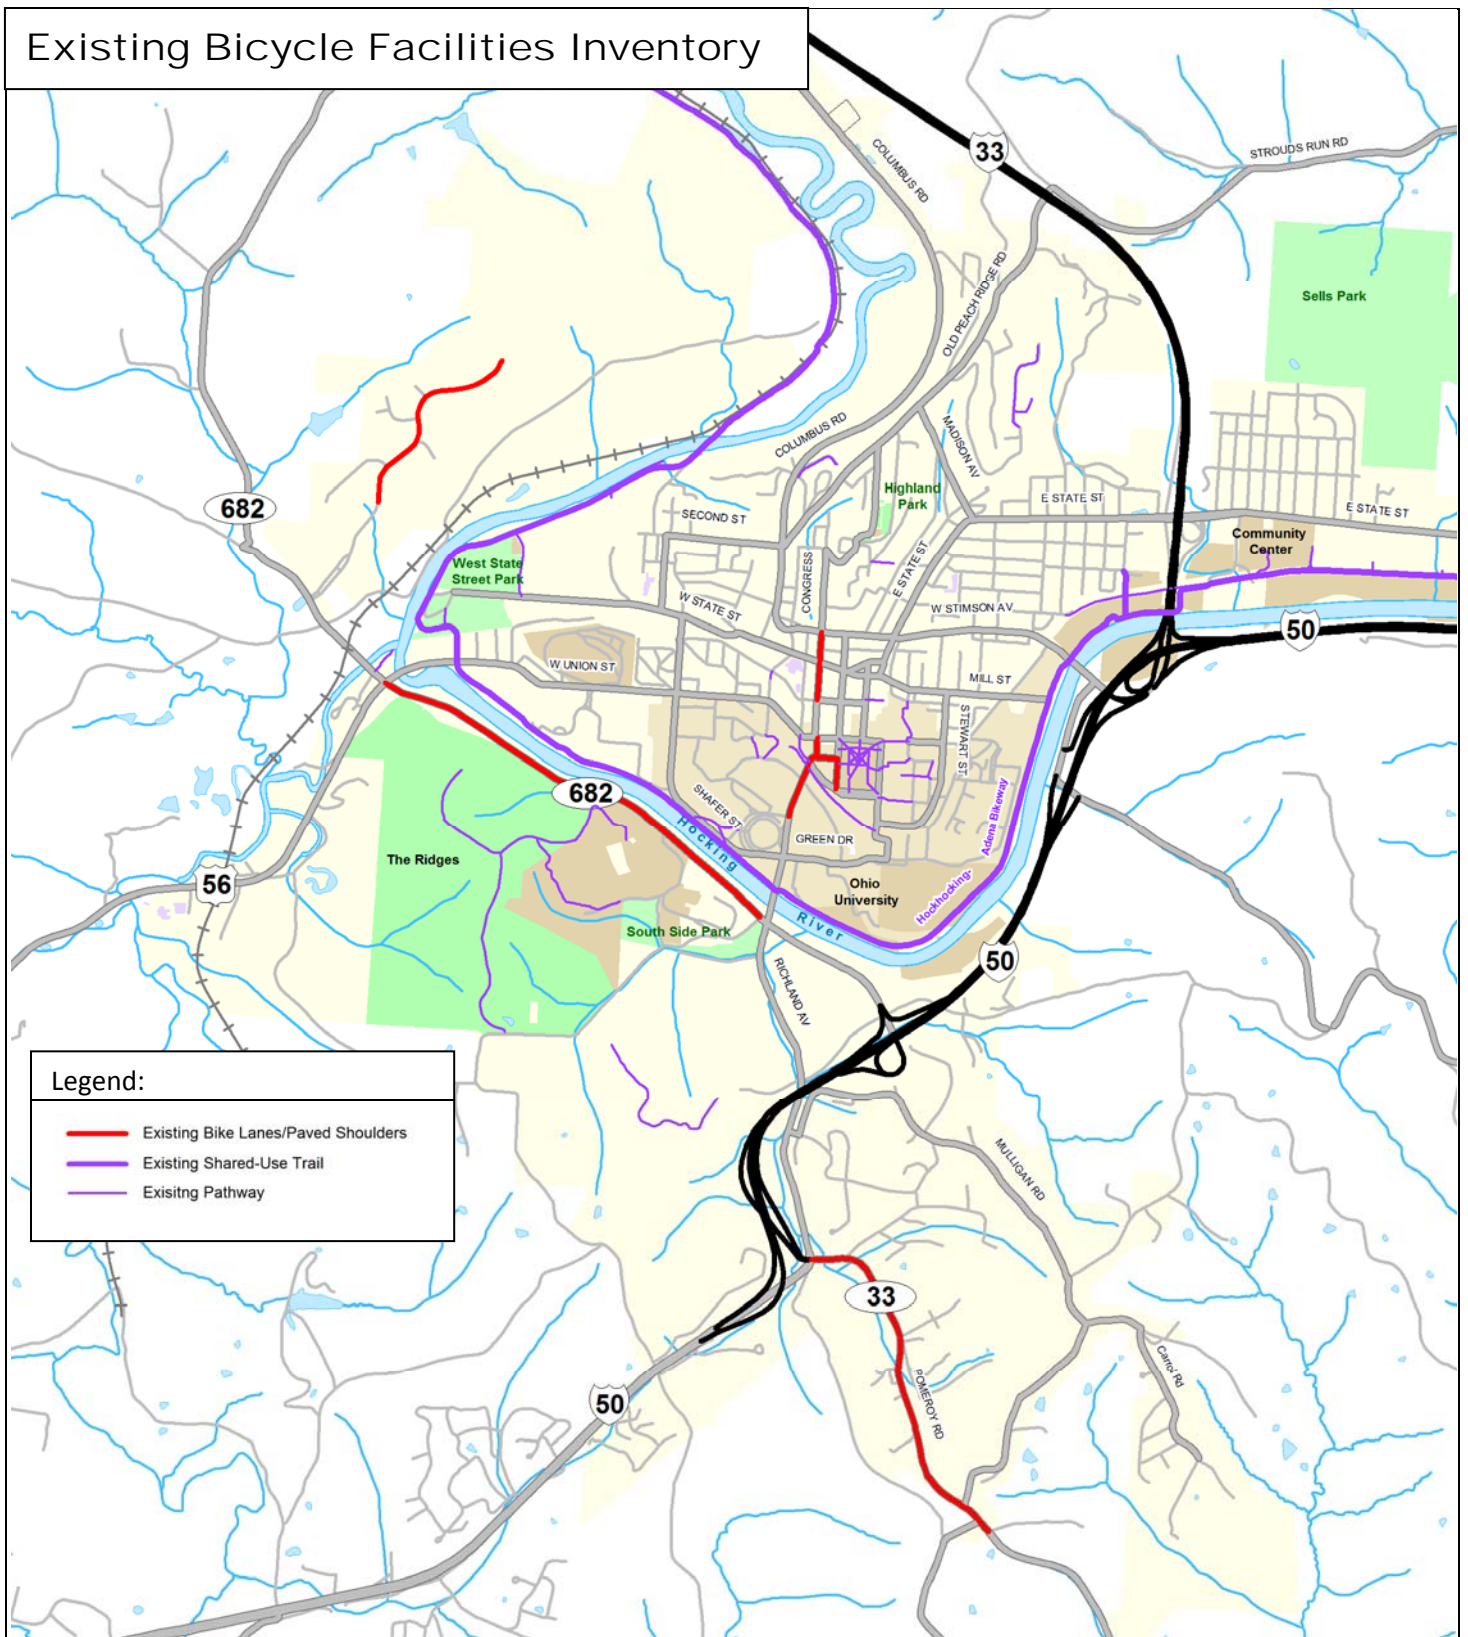 Existing Bicycle Facilities Inventory
33
STROUDS RUN RD
COLUMBUS RD
OLD PEACH RIDGE RD
Sells Park
COLUMBUS RD
MADISON AV
682
Highland
Park
E STATE ST
E STATE ST
SECOND ST
Community
Center
West State
Street Park
CONGRESS
E STATE ST
W STATE ST
W STIMSON AV
50
W UNION ST
MILL ST
STEWART ST
682
SHAFER ST
Hocking
River
GREEN DR
Adena Bikeway
Hockhocking-
The Ridges
56
Ohio
University
South Side Park
50
RICHLAND AV
Legend:
Existing Bike Lanes/Paved Shoulders
Existing Shared-Use Trail
Exisitng Pathway
MULLIGAN RD
33
Carrol Rd
POMEROY RD
50